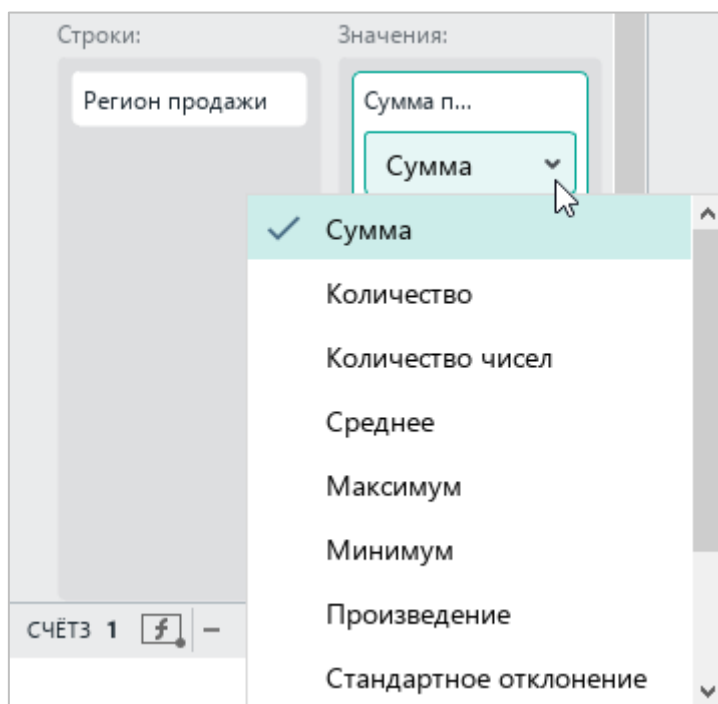 Строки:
Значения:
Регион продажи
Сумма п...
Сумма
Сумма
Количество
Количество чисел
Среднее
Максимум
Минимум
Произведение
СЧЁТЗ 1
Стандартное отклонение